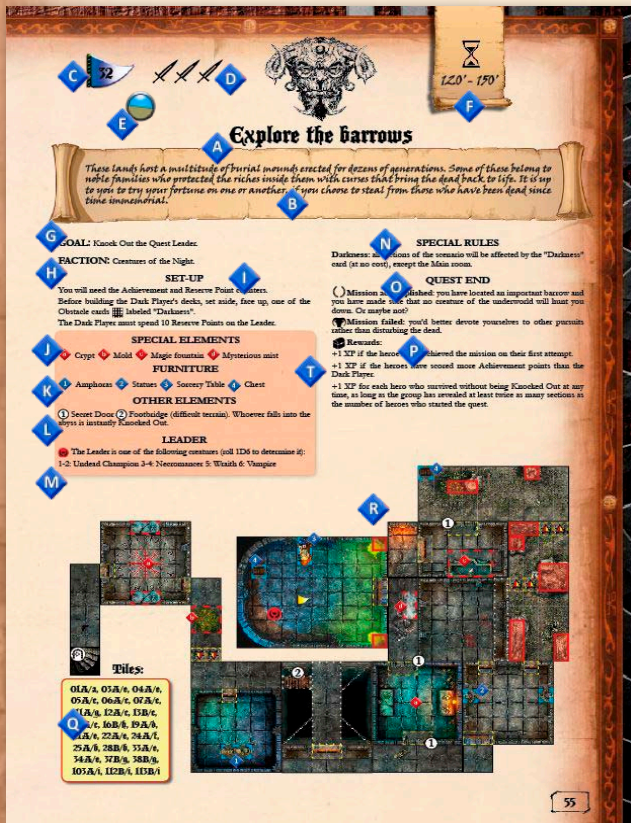 C
32
D
E
120' - 150'
F
Explore the barrows
A
These lands host a multitude of burial mounds erected for dozens of generations. Some of these belong to
noble families who protected the riches inside them with curses that bring the dead back to life. It is up
to you to try your fortune on one or another, if you choose to steal from those who have been dead since
time immemorial.
B
G
GOAL: Knock Out the Quest Leader.
H
FACTION: Creatures of the Night.
I
SET-UP
You will need the Achievement and Reserve Point counters.
Before building the Dark Player's decks, set aside, face up, one of the
Obstacle cards labeled "Darkness".
The Dark Player must spend 10 Reserve Points on the Leader.
J
SPECIAL ELEMENTS
a Crypt b Mold c Magic fountain d Mysterious mist
K
FURNITURE
1 Amphoras 2 Statues 3 Sorcery Table 4 Chest
L
OTHER ELEMENTS
1 Secret Door 2 Footbridge (difficult terrain). Whoever falls into the
abyss is instantly Knocked Out.
M
LEADER
The Leader is one of the following creatures (roll 1D6 to determine it):
1-2: Undead Champion 3-4: Necromancer 5: Wraith 6: Vampire
N
SPECIAL RULES
Darkness: all sections of the scenario will be affected by the "Darkness"
card (at no cost), except the Main room.
O
QUEST END
Mission accomplished: you have located an important barrow and
you have made sure that no creature of the underworld will hunt you
down. Or maybe not?
Mission failed: you'd better devote yourselves to other pursuits
rather than disturbing the dead.
P
Rewards:
+1 XP if the heroes achieved the mission on their first attempt.
T
+1 XP if the heroes have scored more Achievement points than the
Dark Player.
+1 XP for each hero who survived without being Knocked Out at any
time, as long as the group has revealed at least twice as many sections as
the number of heroes who started the quest.
R
1
2
1
1
Tiles:
Q
01A/a, 03A/e, 04A/e,
05A/c, 06A/c, 07A/c,
12A/c, 13B/c,
16B/b, 19A/b,
22A/c, 24A/f,
25A/b, 28B/b, 33A/e,
34A/e, 37B/g, 38B/g,
103A/i, 112B/i, 113B/i
55